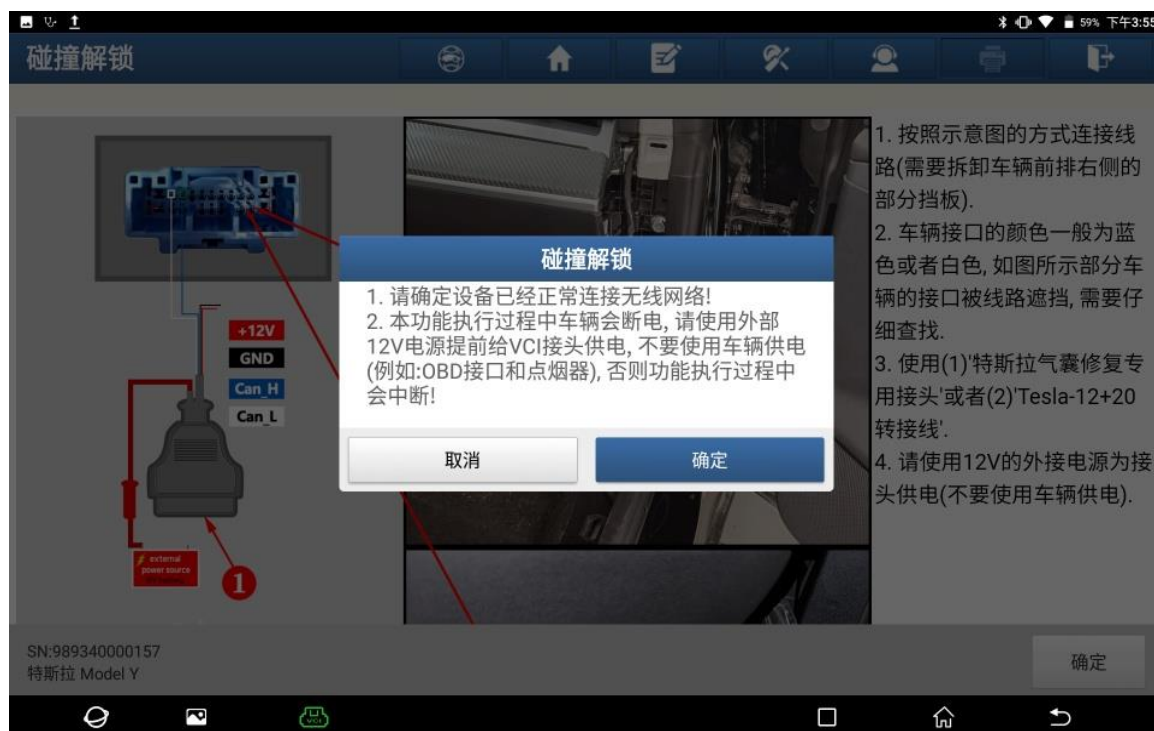 59% 下午3:55
碰撞解锁
1. 按照示意图的方式连接线
路(需要拆卸车辆前排右侧的
部分挡板).
2. 车辆接口的颜色一般为蓝
色或者白色, 如图所示部分车
辆的接口被线路遮挡, 需要仔
细查找.
3. 使用(1)'特斯拉气囊修复专
用接头'或者(2)'Tesla-12+20
转接线'.
4. 请使用12V的外接电源为接
头供电(不要使用车辆供电).
碰撞解锁
1. 请确定设备已经正常连接无线网络!
2. 本功能执行过程中车辆会断电, 请使用外部
12V电源提前给VCI接头供电, 不要使用车辆供电
(例如:OBD接口和点烟器), 否则功能执行过程中
会中断!
取消
确定
+12V
GND
Can_H
Can_L
external
power source
1
SN:989340000157
特斯拉 Model Y
确定
VCI